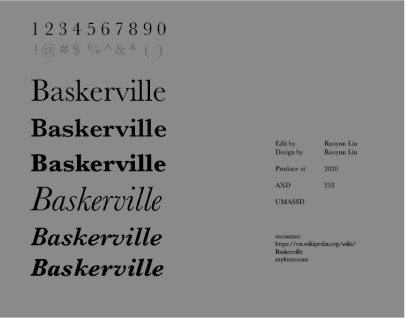 1 2 3 4 5 6 7 8 9 0
! @ # $ % ^ & * ( )
Baskerville
Baskerville
Baskerville
Baskerville
Baskerville
Baskerville
Edit by Ruoyun Liu
Design by Ruoyun Liu
Produce at 2020
AXD 253
UMASSD
recourse:
https://en.wikipedia.org/wiki/
Baskerville
myfonts.com